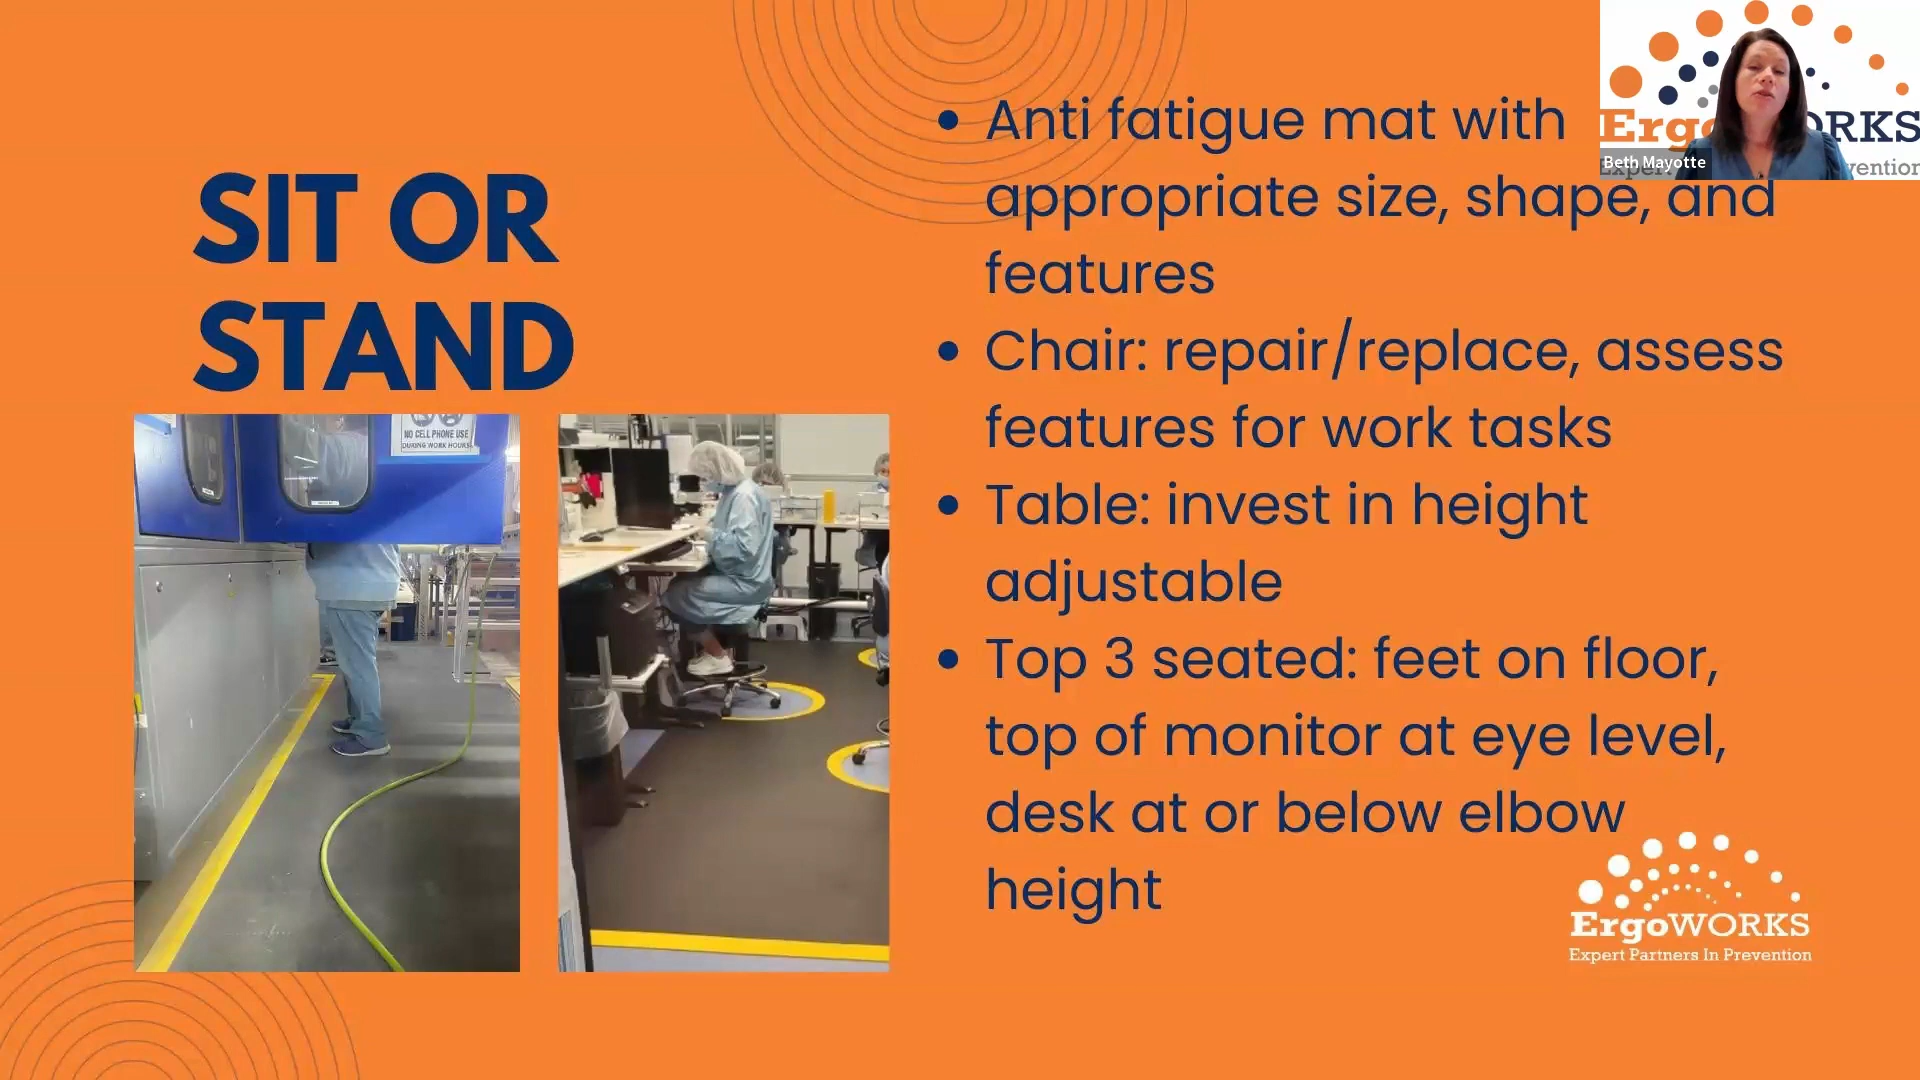 SIT OR
STAND
NO CELL PHONE USE
DURING WORK HOURS
Anti fatigue mat with
appropriate size, shape, and
features
Chair: repair/replace, assess
features for work tasks
Table: invest in height
adjustable
Top 3 seated: feet on floor,
top of monitor at eye level,
desk at or below elbow
height
ErgoWORKS
Expert Partners In Prevention
Beth Mayotte